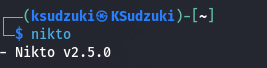 ┌──(ksudzuki㉿KSudzuki)-[~]
└─$ nikto
- Nikto v2.5.0